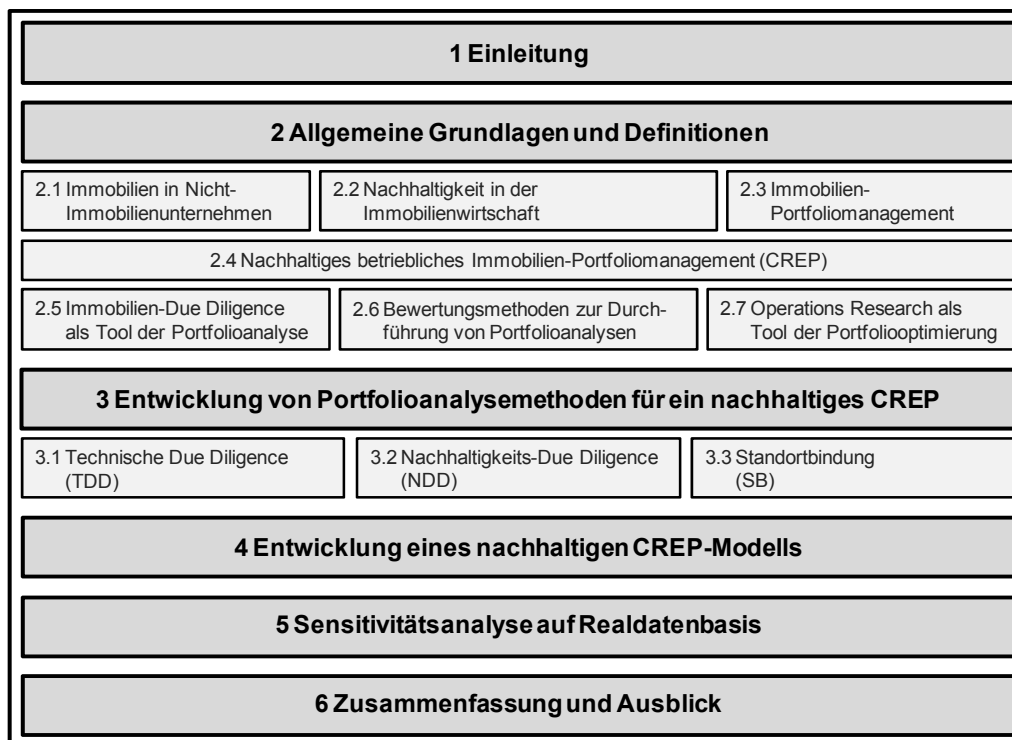 1 Einleitung
2 Allgemeine Grundlagen und Definitionen
2.1 Immobilien in Nicht-
Immobilienunternehmen
2.2 Nachhaltigkeit in der
Immobilienwirtschaft
2.3 Immobilien-
Portfoliomanagement
2.4 Nachhaltiges betriebliches Immobilien-Portfoliomanagement (CREP)
2.5 Immobilien-Due Diligence
als Tool der Portfolioanalyse
2.6 Bewertungsmethoden zur Durch-
führung von Portfolioanalysen
2.7 Operations Research als
Tool der Portfoliooptimierung
3 Entwicklung von Portfolioanalysemethoden für ein nachhaltiges CREP
3.1 Technische Due Diligence
(TDD)
3.2 Nachhaltigkeits-Due Diligence
(NDD)
3.3 Standortbindung
(SB)
4 Entwicklung eines nachhaltigen CREP-Modells
5 Sensitivitätsanalyse auf Realdatenbasis
6 Zusammenfassung und Ausblick